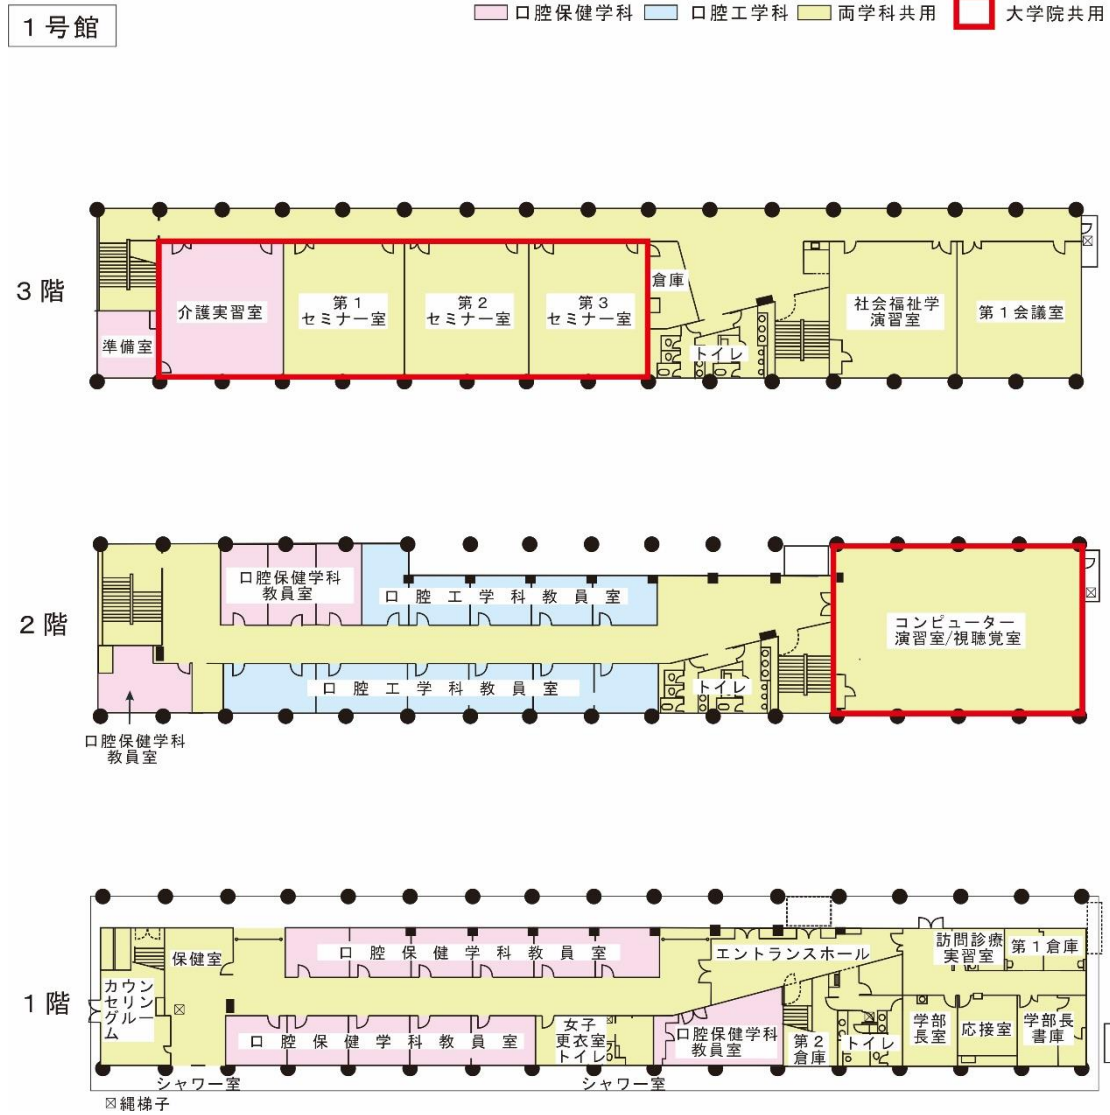 １号館
口腔保健学科
口腔工学科
両学科共用
大学院共用
３階
介護実習室
第１
セミナー室
第２
セミナー室
第３
セミナー室
倉庫
準備室
トイレ
社会福祉学
演習室
第１会議室
２階
口腔保健学科
教員室
口腔工学科教員室
コンピューター
演習室/視聴覚室
口腔工学科教員室
トイレ
口腔保健学科
教員室
１階
保健室
口腔保健学科教員室
エントランスホール
訪問診療
実習室
第１倉庫
カウン
セリン
グルー
ム
口腔保健学科教員室
女子
更衣室
トイレ
口腔保健学科
教員室
第２
倉庫
トイレ
学部
長室
応接室
学部長
書庫
シャワー室
シャワー室
☒縄梯子